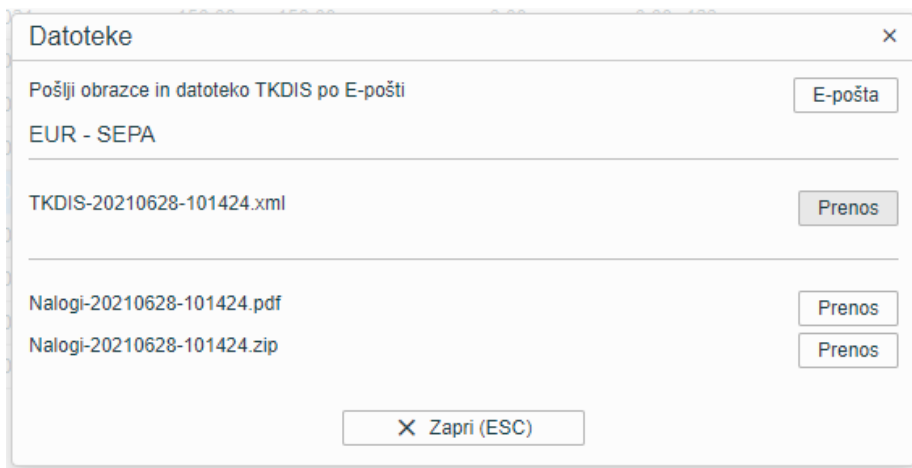 Datoteke ×
Pošlji obrazce in datoteko TKDIS po E-pošti E-pošta
EUR - SEPA
TKDIS-20210628-101424.xml Prenos
Nalogi-20210628-101424.pdf Prenos
Nalogi-20210628-101424.zip Prenos
× Zapri (ESC)